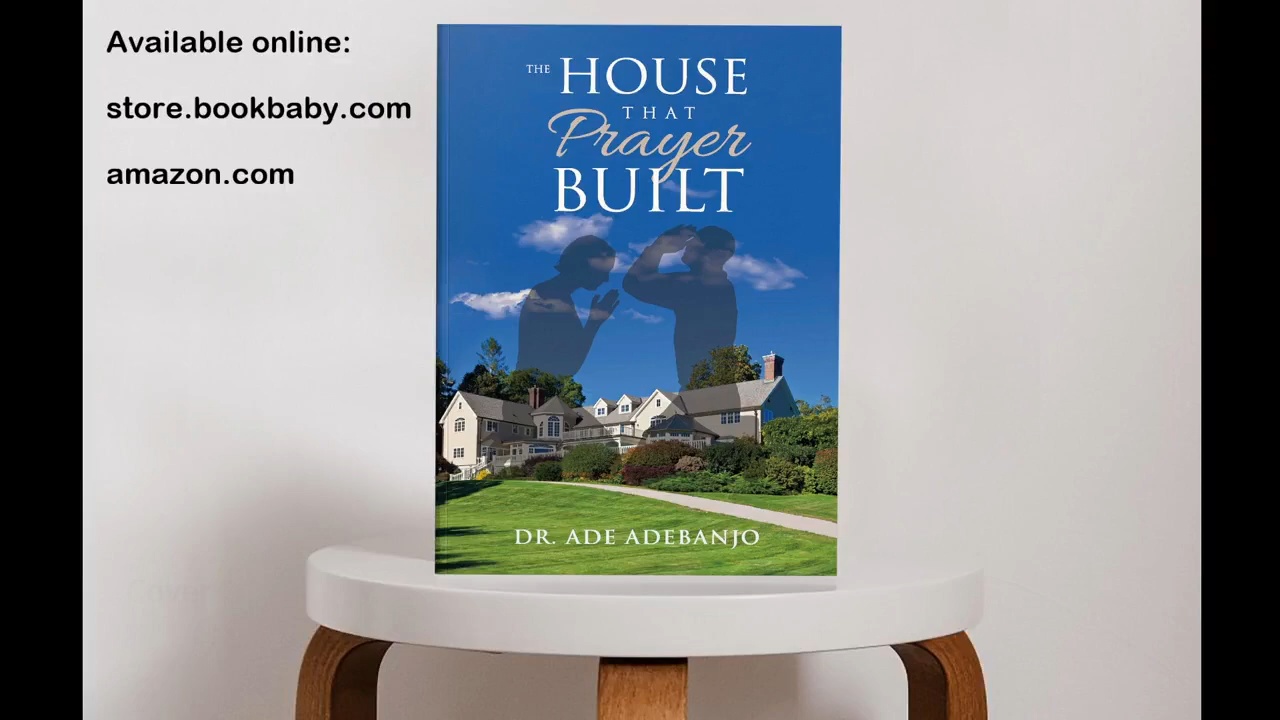 Available online:
store.bookbaby.com
amazon.com
THE HOUSE
THAT
Prayer
BUILT
DR. ADE ADEBANJO